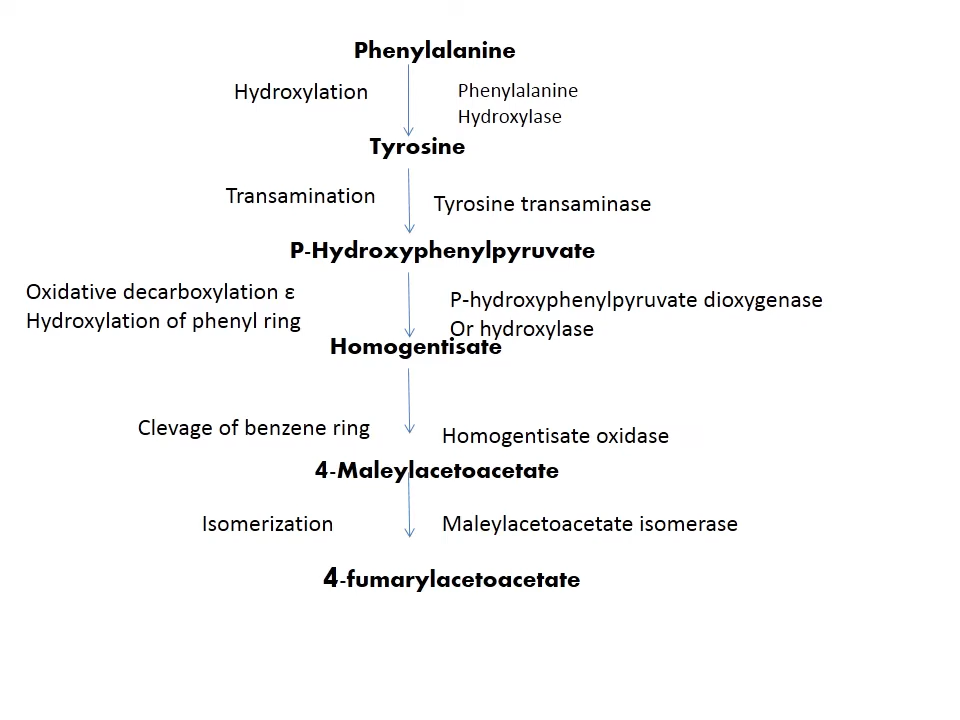 Phenylalanine
Hydroxylation
Phenylalanine
Hydroxylase
Tyrosine
Transamination
Tyrosine transaminase
P-Hydroxyphenylpyruvate
Oxidative decarboxylation ε
Hydroxylation of phenyl ring
P-hydroxyphenylpyruvate dioxygenase
Or hydroxylase
Homogentisate
Clevage of benzene ring
Homogentisate oxidase
4-Maleylacetoacetate
Isomerization
Maleylacetoacetate isomerase
4-fumarylacetoacetate